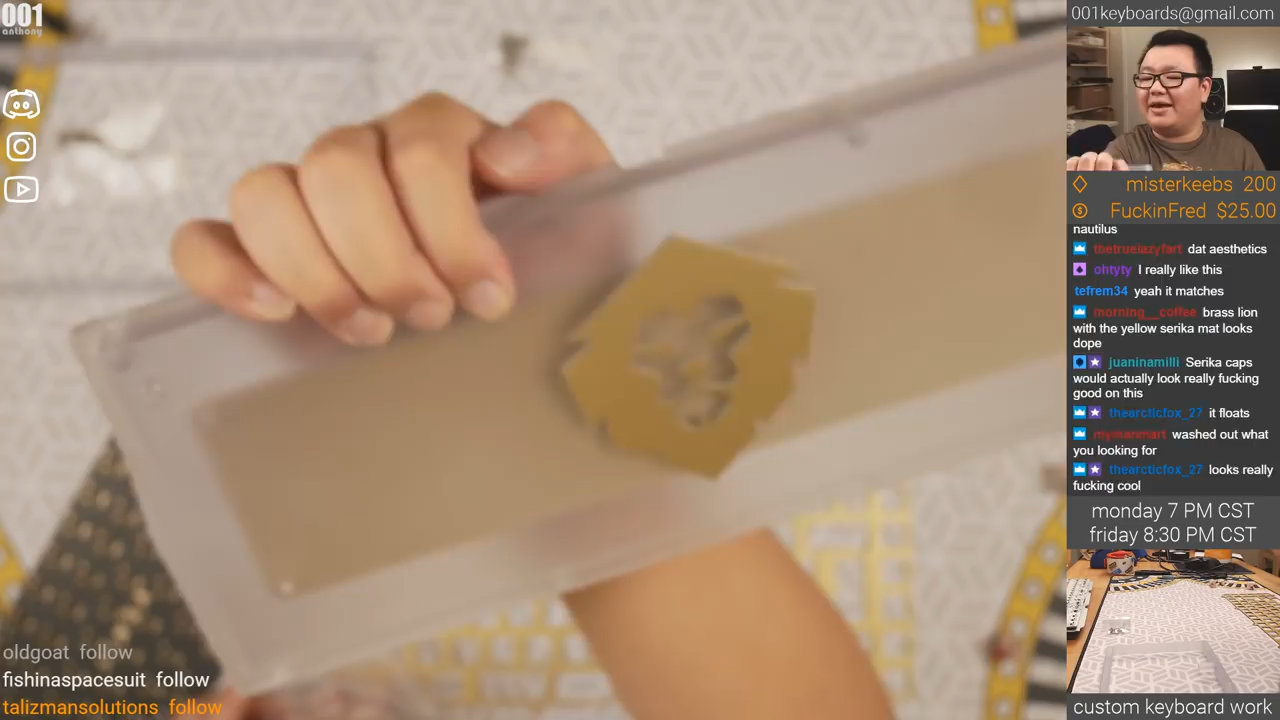 001
anthony
oldgoat follow
fishinaspacesuit follow
talizmansolutions follow
001keyboards@gmail.com
misterkeebs 200
FuckinFred $25.00
nautilus
thetruelazyfart dat aesthetics
ohtyty I really like this
tefrem34 yeah it matches
morning__coffee brass lion
with the yellow serika mat looks
dope
juaninamilli Serika caps
would actually look really fucking
good on this
thearcticfox_27 it floats
mymanmart washed out what
you looking for
thearcticfox_27 looks really
fucking cool
monday 7 PM CST
friday 8:30 PM CST
custom keyboard work